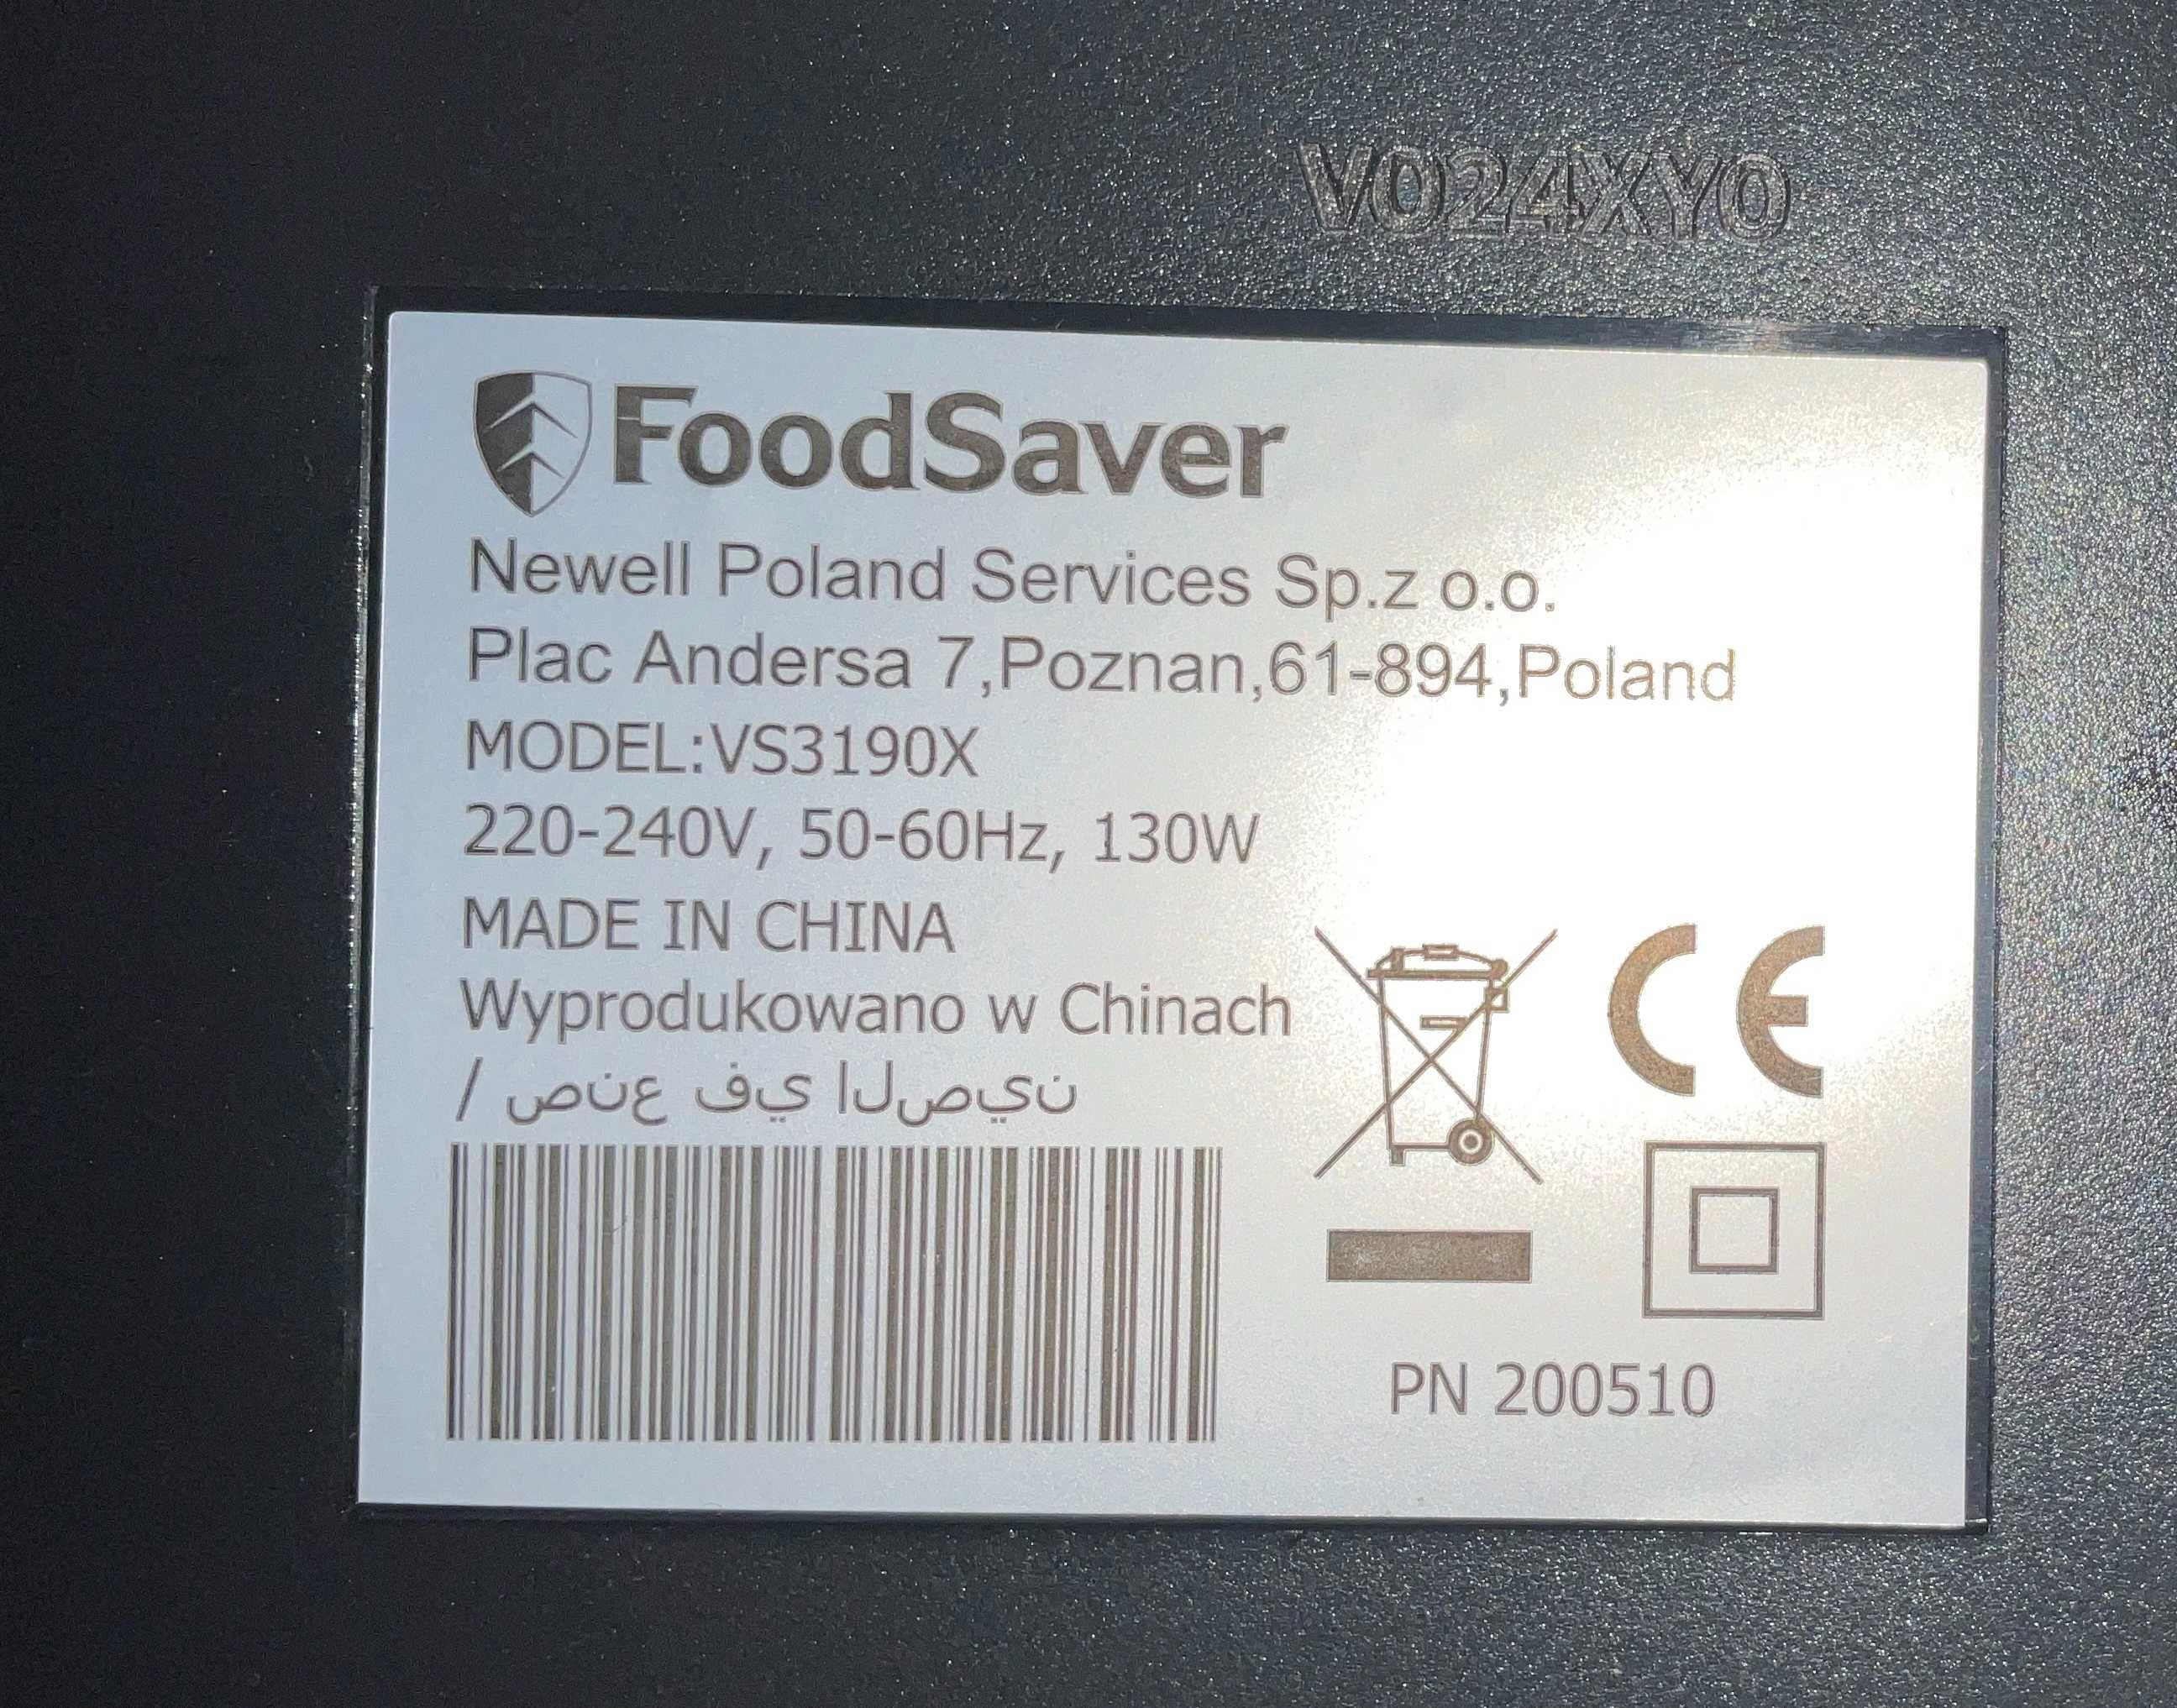 V024XY0
FoodSaver
Newell Poland Services Sp.z o.o.
Plac Andersa 7,Poznan,61-894,Poland
MODEL:VS3190X
220-240V, 50-60Hz, 130W
MADE IN CHINA
Wyprodukowano w Chinach
/ صنع في الصين
CE
PN 200510